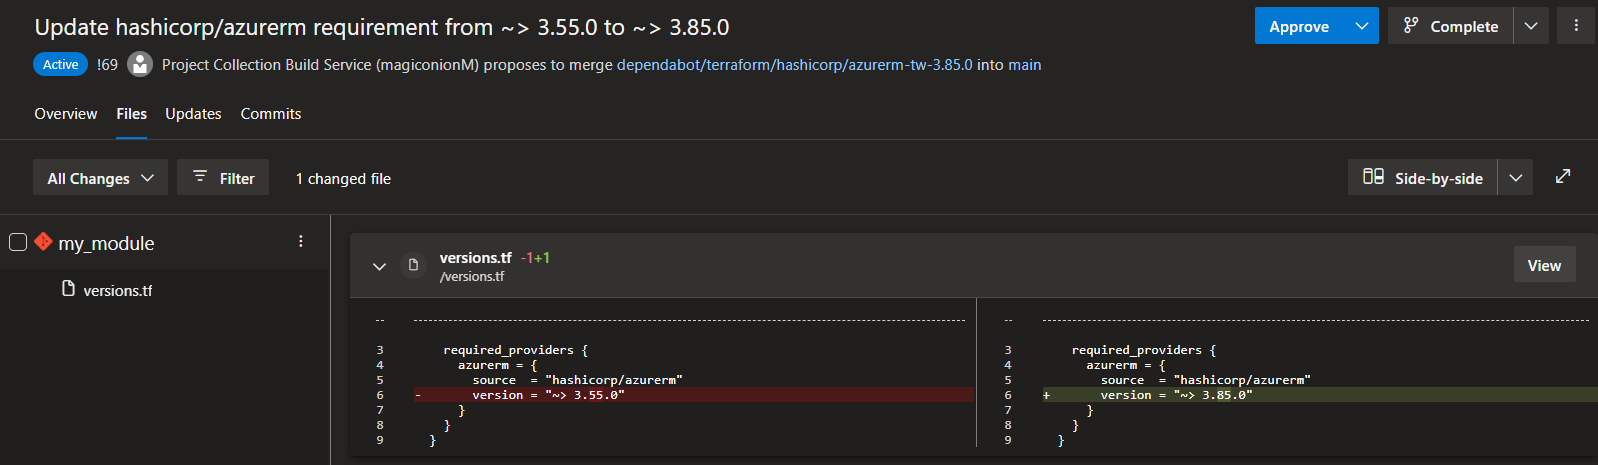 Update hashicorp/azurerm requirement from ~> 3.55.0 to ~> 3.85.0
Approve
Complete
Active !69 Project Collection Build Service (magiconionM) proposes to merge dependabot/terraform/hashicorp/azurerm-tw-3.85.0 into main
Overview Files Updates Commits
All Changes Filter 1 changed file Side-by-side
my_module
versions.tf
versions.tf -1+1
/versions.tf
View
3 required_providers {
4 azurerm = {
5 source = "hashicorp/azurerm"
6 - version = "~> 3.55.0"
7 }
8 }
9 }
3 required_providers {
4 azurerm = {
5 source = "hashicorp/azurerm"
6 + version = "~> 3.85.0"
7 }
8 }
9 }